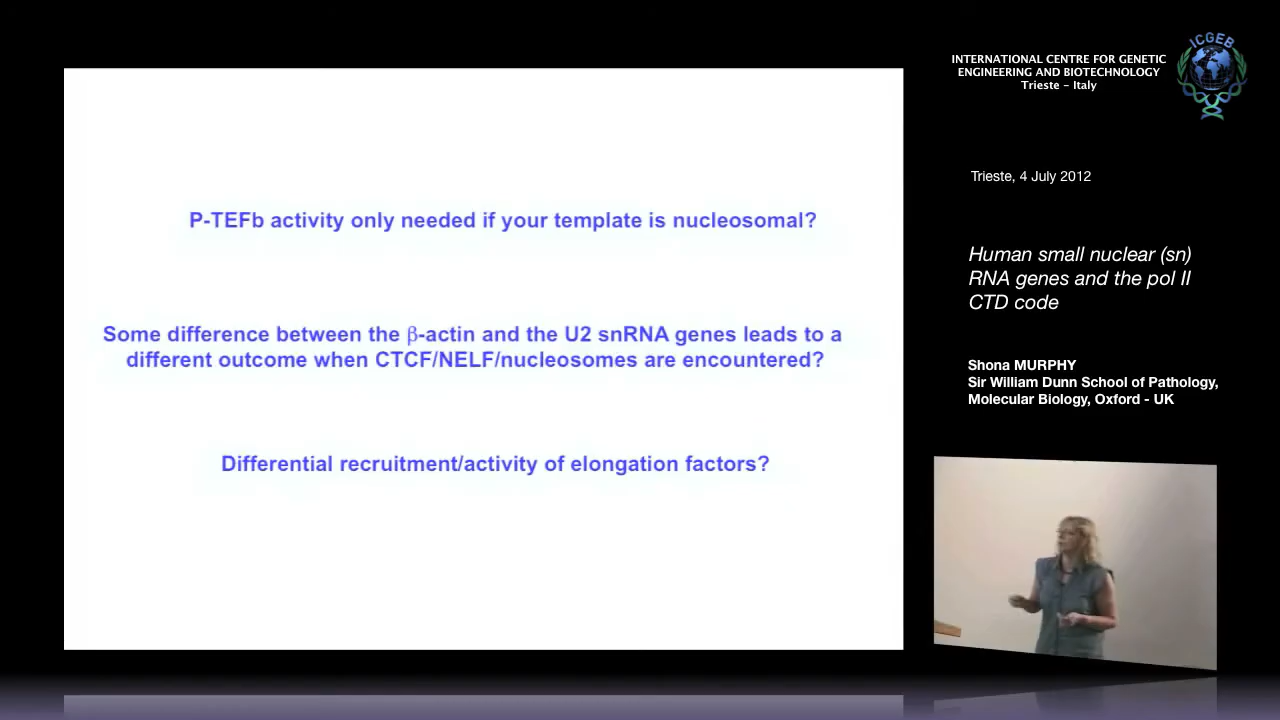 P-TEFb activity only needed if your template is nucleosomal?
Some difference between the β-actin and the U2 snRNA genes leads to a
different outcome when CTCF/NELF/nucleosomes are encountered?
Differential recruitment/activity of elongation factors?
INTERNATIONAL CENTRE FOR GENETIC
ENGINEERING AND BIOTECHNOLOGY
Trieste - Italy
ICGEB
Trieste, 4 July 2012
Human small nuclear (sn)
RNA genes and the pol II
CTD code
Shona MURPHY
Sir William Dunn School of Pathology,
Molecular Biology, Oxford - UK